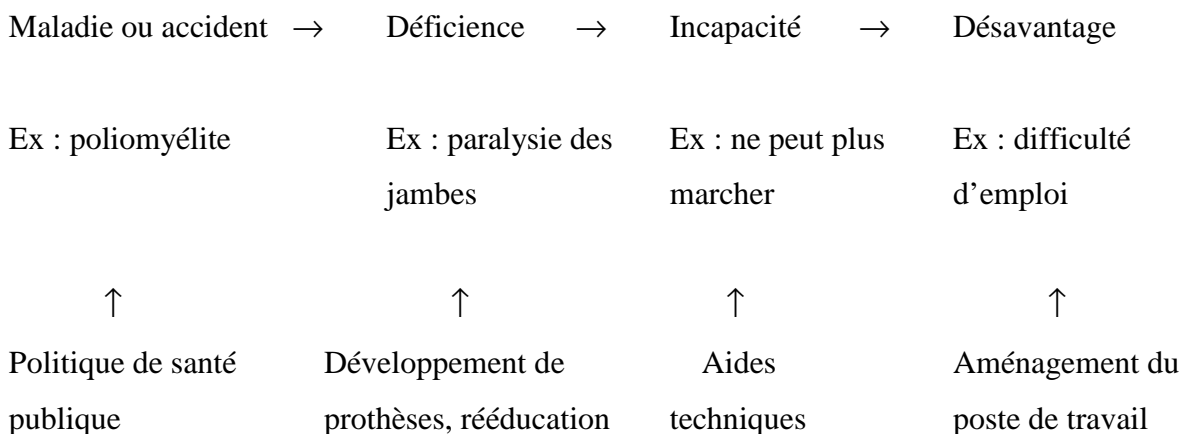 Maladie ou accident → Déficience → Incapacité → Désavantage
Ex : poliomyélite Ex : paralysie des Ex : ne peut plus Ex : difficulté
jambes marcher d’emploi
↑ ↑ ↑ ↑
Politique de santé Développement de Aides Aménagement du
publique prothèses, rééducation techniques poste de travail